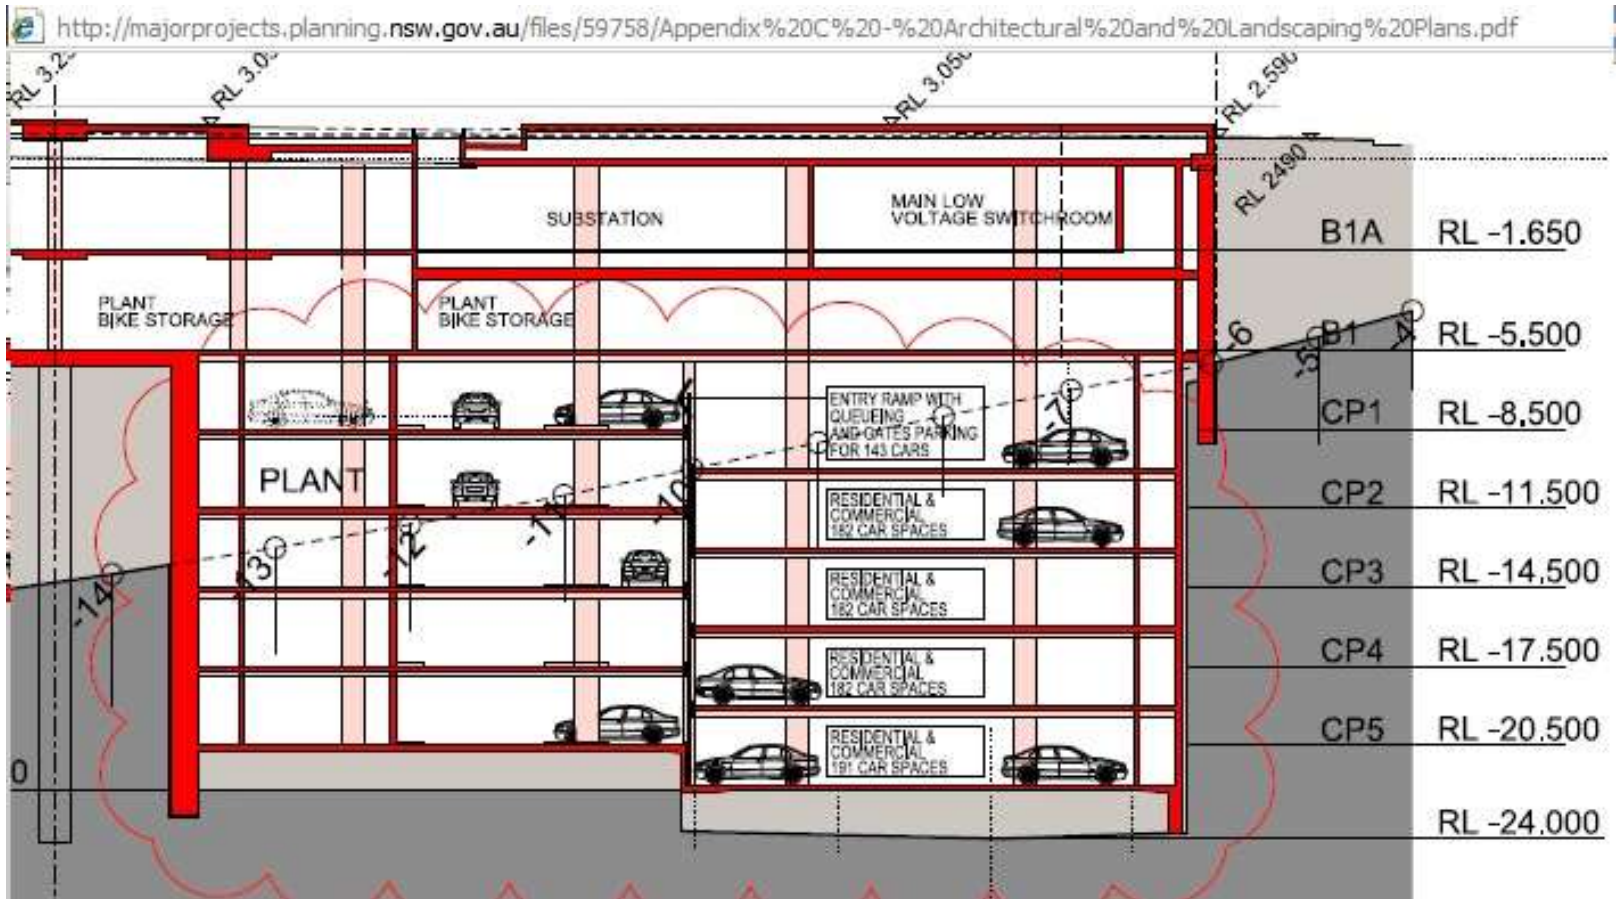 http://majorprojects.planning.nsw.gov.au/files/59758/Appendix%20C%20-%20Architectural%20and%20Landscaping%20Plans.pdf
RL
RL
RL 3.050
RL 2.590
RL 2490
SUBSTATION
MAIN LOW
VOLTAGE SWITCHROOM
B1A RL -1.650
PLANT
BIKE STORAGE
PLANT
BIKE STORAGE
B1 RL -5.500
-4
-5
-6
-7
ENTRY RAMP WITH
QUEUEING
AND GATES PARKING
FOR 143 CARS
CP1 RL -8.500
PLANT
-10
-11
-12
-13
-14
RESIDENTIAL &
COMMERCIAL
182 CAR SPACES
CP2 RL -11.500
RESIDENTIAL &
COMMERCIAL
182 CAR SPACES
CP3 RL -14.500
RESIDENTIAL &
COMMERCIAL
182 CAR SPACES
CP4 RL -17.500
RESIDENTIAL &
COMMERCIAL
191 CAR SPACES
CP5 RL -20.500
0
RL -24.000